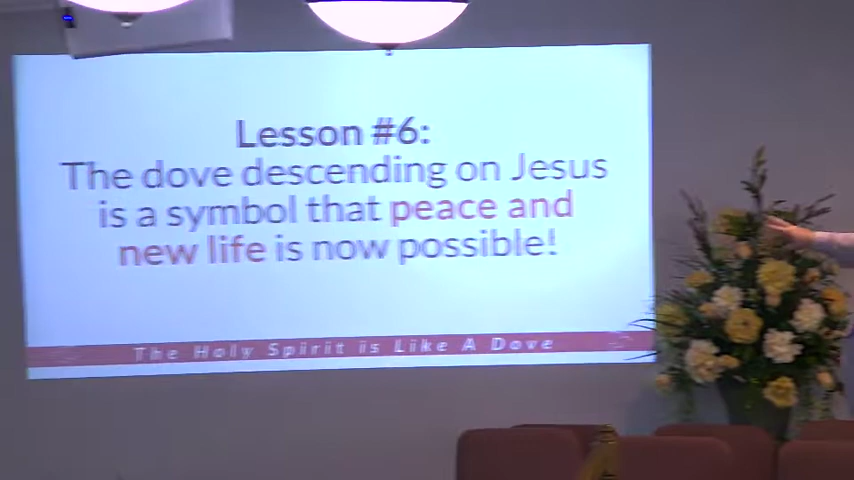 Lesson #6:
The dove descending on Jesus
is a symbol that peace and
new life is now possible!
The Holy Spirit is Like A Dove